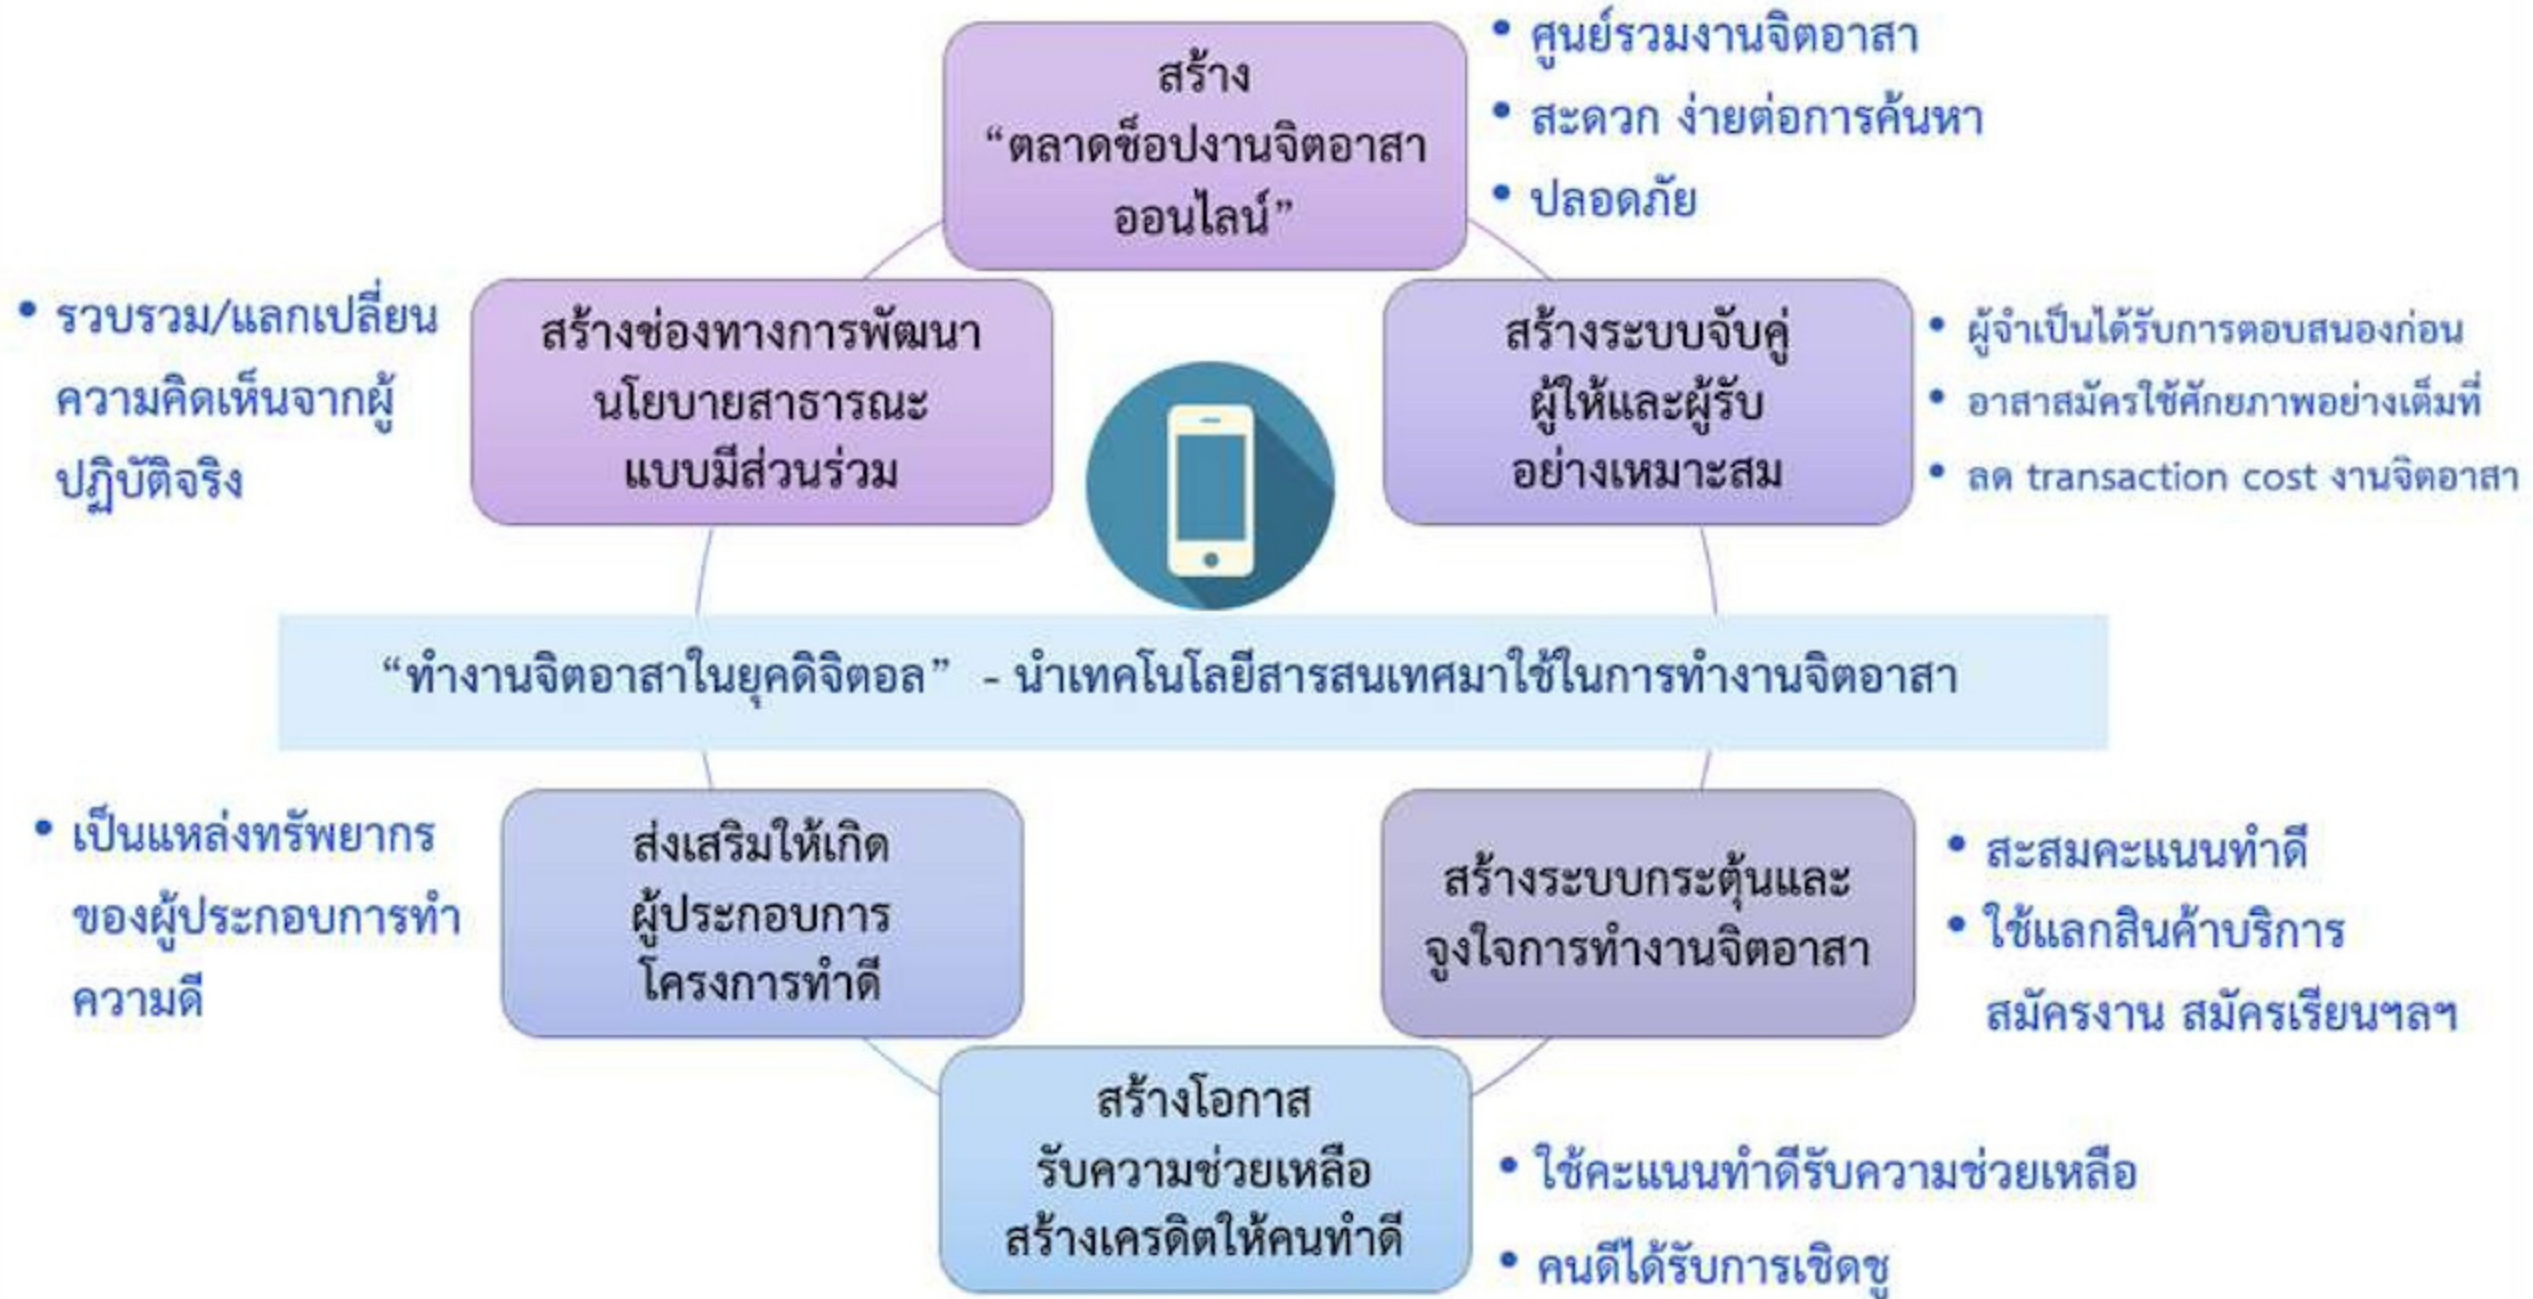 สร้าง
“ตลาดช็อปงานจิตอาสา
ออนไลน์”
• ศูนย์รวมงานจิตอาสา
• สะดวก ง่ายต่อการค้นหา
• ปลอดภัย
• รวบรวม/แลกเปลี่ยน
ความคิดเห็นจากผู้
ปฏิบัติจริง
สร้างช่องทางการพัฒนา
นโยบายสาธารณะ
แบบมีส่วนร่วม
สร้างระบบจับคู่
ผู้ให้และผู้รับ
อย่างเหมาะสม
• ผู้จำเป็นได้รับการตอบสนองก่อน
• อาสาสมัครใช้ศักยภาพอย่างเต็มที่
• ลด transaction cost งานจิตอาสา
“ทำงานจิตอาสาในยุคดิจิตอล” - นำเทคโนโลยีสารสนเทศมาใช้ในการทำงานจิตอาสา
• เป็นแหล่งทรัพยากร
ของผู้ประกอบการทำ
ความดี
ส่งเสริมให้เกิด
ผู้ประกอบการ
โครงการทำดี
สร้างระบบกระตุ้นและ
จูงใจการทำงานจิตอาสา
• สะสมคะแนนทำดี
• ใช้แลกสินค้าบริการ
สมัครงาน สมัครเรียนฯลฯ
สร้างโอกาส
รับความช่วยเหลือ
สร้างเครดิตให้คนทำดี
• ใช้คะแนนทำดีรับความช่วยเหลือ
• คนดีได้รับการเชิดชู